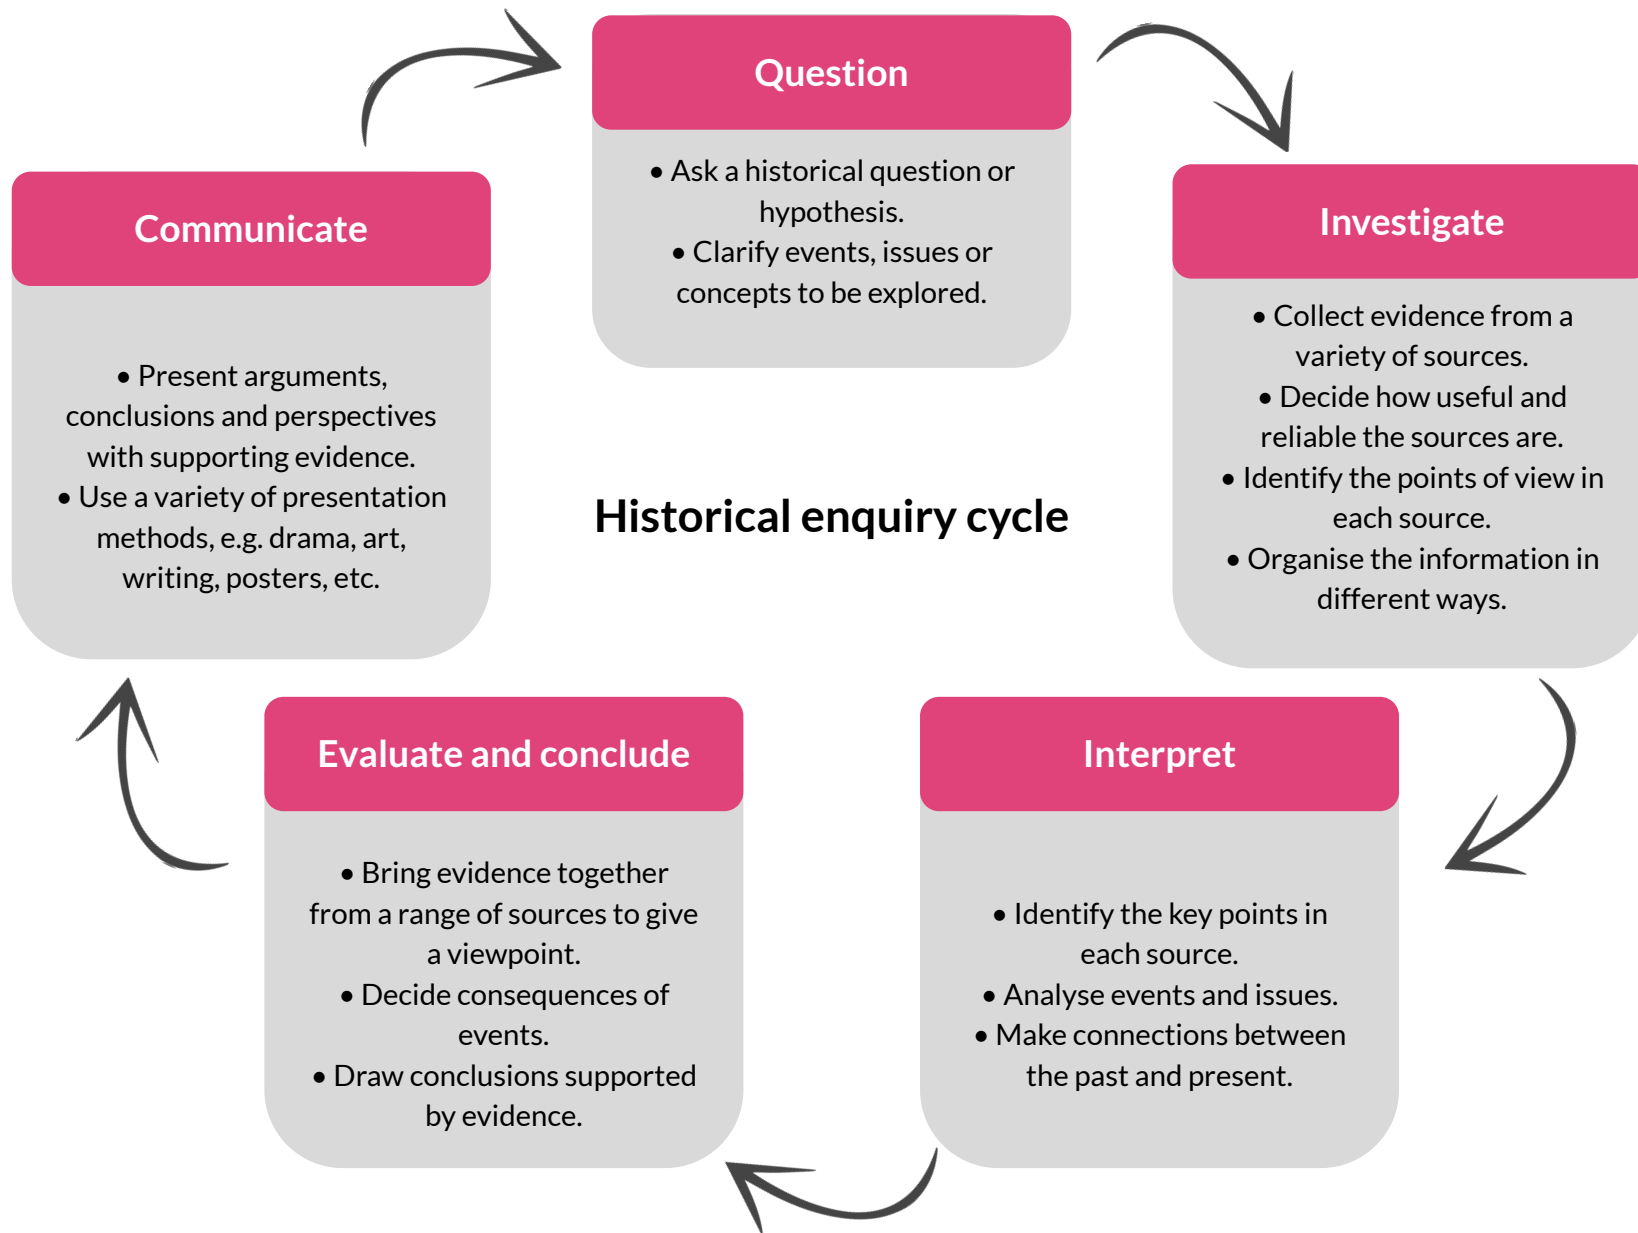 Question
• Ask a historical question or
hypothesis.
• Clarify events, issues or
concepts to be explored.
Investigate
• Collect evidence from a
variety of sources.
• Decide how useful and
reliable the sources are.
• Identify the points of view in
each source.
• Organise the information in
different ways.
Interpret
• Identify the key points in
each source.
• Analyse events and issues.
• Make connections between
the past and present.
Evaluate and conclude
• Bring evidence together
from a range of sources to give
a viewpoint.
• Decide consequences of
events.
• Draw conclusions supported
by evidence.
Communicate
• Present arguments,
conclusions and perspectives
with supporting evidence.
• Use a variety of presentation
methods, e.g. drama, art,
writing, posters, etc.
Historical enquiry cycle